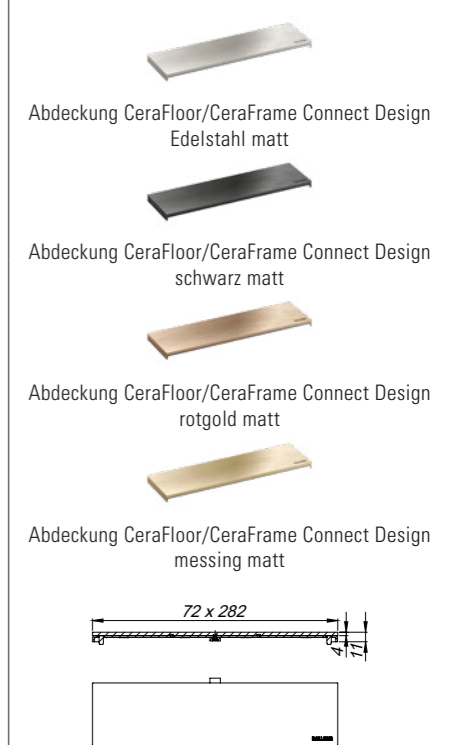 Abdeckung CeraFloor/CeraFrame Connect Design
Edelstahl matt
Abdeckung CeraFloor/CeraFrame Connect Design
schwarz matt
Abdeckung CeraFloor/CeraFrame Connect Design
rotgold matt
Abdeckung CeraFloor/CeraFrame Connect Design
messing matt
72 x 282
4
11